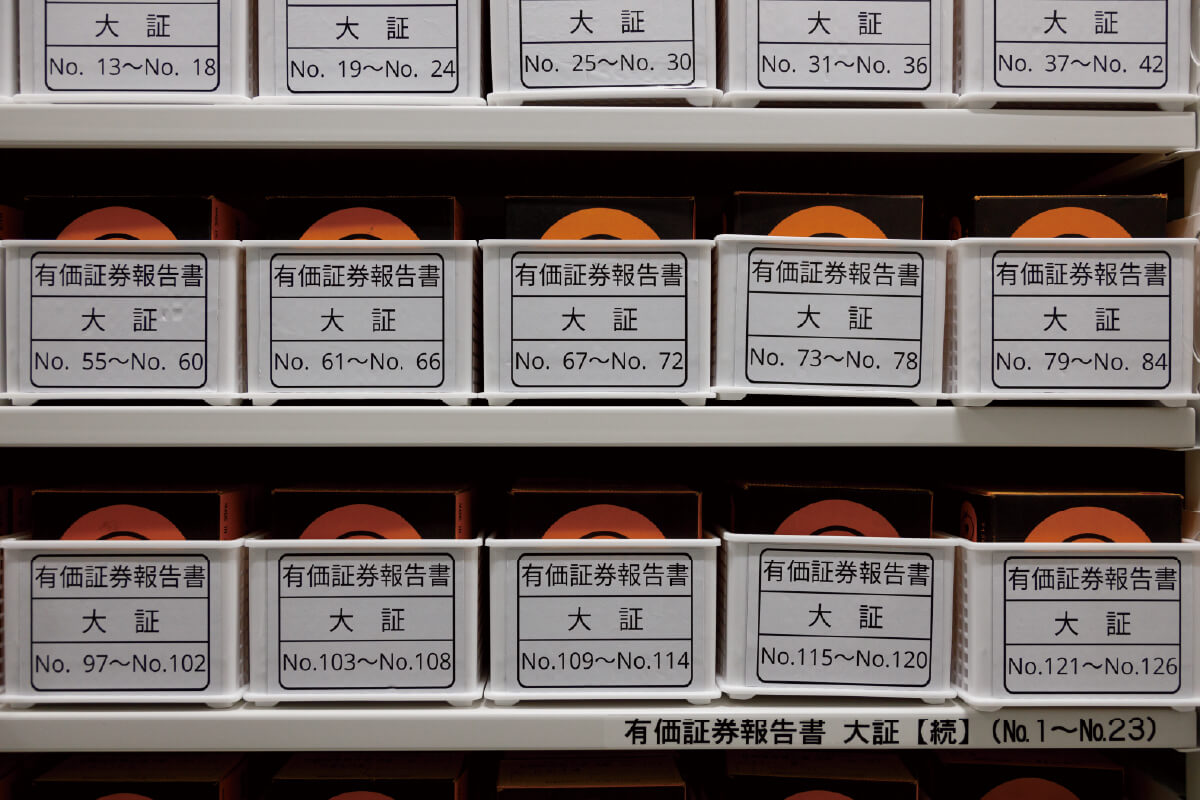 大 証
No. 13～No. 18
大 証
No. 19～No. 24
大 証
No. 25～No. 30
大 証
No. 31～No. 36
大 証
No. 37～No. 42
有価証券報告書
大 証
No. 55～No. 60
有価証券報告書
大 証
No. 61～No. 66
有価証券報告書
大 証
No. 67～No. 72
有価証券報告書
大 証
No. 73～No. 78
有価証券報告書
大 証
No. 79～No. 84
有価証券報告書
大 証
No. 97～No.102
有価証券報告書
大 証
No.103～No.108
有価証券報告書
大 証
No.109～No.114
有価証券報告書
大 証
No.115～No.120
有価証券報告書
大 証
No.121～No.126
有価証券報告書 大証【続】（№1～№23）